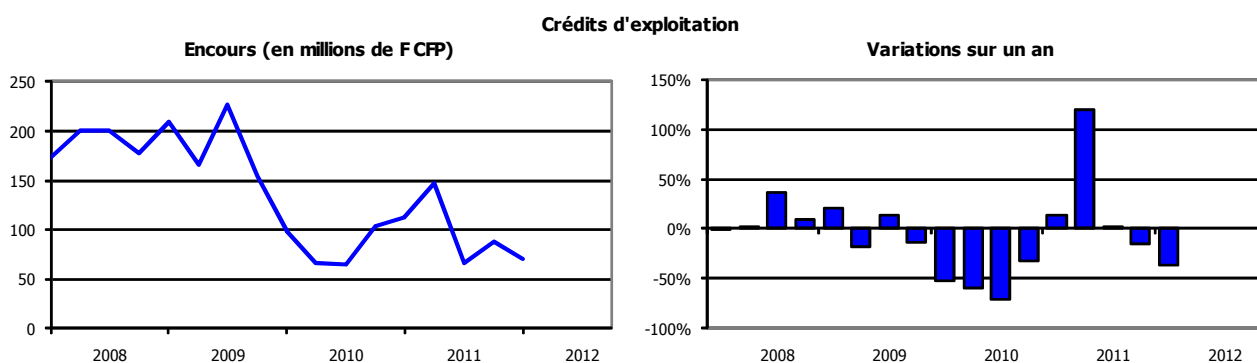 Crédits d'exploitation
Encours (en millions de F CFP)
250
200
150
100
50
0
2008 2009 2010 2011 2012
Variations sur un an
150%
100%
50%
0%
-50%
-100%
2008 2009 2010 2011 2012